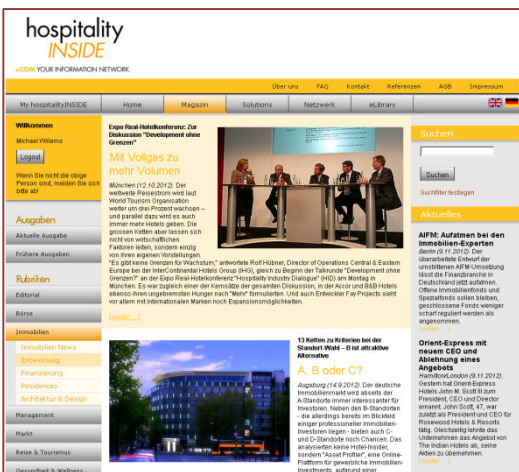 hospitality
INSIDE
.COM YOUR INFORMATION NETWORK.
Über uns FAQ Kontakt Referenzen AGB Impressum
My hospitalityINSIDE Home Magazin Solutions Netzwerk eLibrary
Willkommen
Michael Willems
Logout
Wenn Sie nicht die obige
Person sind, melden Sie sich
bitte ab!
Ausgaben
Aktuelle Ausgabe
Frühere Ausgaben
Rubriken
Editorial
Börse
Immobilien
Immobilien News
Entwicklung
Finanzierung
Residences
Architektur & Design
Management
Markt
Reise & Tourismus
Gesundheit & Wellness
Expo Real-Hotelkonferenz: Zur
Diskussion "Development ohne
Grenzen"
Mit Vollgas zu
mehr Volumen
München (12.10.2012). Der
weltweite Reisestrom wird laut
World Tourism Organisation
weiter um drei Prozent wachsen –
und parallel dazu wird es auch
immer mehr Hotels geben. Die
grossen Ketten aber lassen sich
nicht von wirtschaftlichen
Faktoren leiten, sondern einzig
von ihren eigenen Vorstellungen.
"Es gibt keine Grenzen für Wachstum," antwortete Rolf Hübner, Director of Operations Central & Eastern
Europe bei der InterContinental Hotels Group (IHG), gleich zu Beginn der Talkrunde "Development ohne
Grenzen?" an der Expo Real-Hotelkonferenz "Hospitality Industry Dialogue" (HID) am Montag in
München. Es war zugleich einer der Kernsätze der gesamten Diskussion, in der Accor und B&B Hotels
ebenso ihren ungebremsten Hunger nach "Mehr" formulierten. Und auch Entwickler Fay Projects sieht
vor allem mit internationalen Marken noch Expansionsmöglichkeiten.
[weiter...]
13 Ketten zu Kriterien bei der
Standort-Wahl – B ist attraktive
Alternative
A, B oder C?
Augsburg (14.9.2012). Der deutsche
Immobilienmarkt wird abseits der
A-Standorte immer interessanter für
Investoren. Neben den B-Standorten
- die allerdings bereits im Blickfeld
einiger professioneller Immobilien-
Investoren liegen - bieten auch C-
und D-Standorte noch Chancen. Das
analysierten keine Hotel-Insider,
sondern "Asset Profiler", eine Online-
Plattform für gewerbliche Immobilien-
Investments, aufgrund einer
Suchen
Suchen
Suchfilter festlegen
Aktuelles
AIFM: Aufatmen bei den
Immobilien-Experten
Berlin (9.11.2012). Der
überarbeitete Entwurf der
umstrittenen AIFM-Umsetzung
lässt die Finanzbranche in
Deutschland jetzt aufatmen.
Offene Immobilienfonds und
Spezialfonds sollen bleiben,
geschlossene Fonds weniger
scharf reguliert werden als
angenommen.
[weiter...]
Orient-Express mit
neuem CEO und
Ablehnung eines
Angebots
Hamilton/London (9.11.2012).
Gestern hat Orient-Express
Hotels John M. Scott III zum
President, CEO und Director
ernannt. John Scott, 47, war
zuletzt als President und CEO für
Rosewood Hotels & Resorts
tätig. Gleichzeitig lehnte das
Unternehmen das Angebot von
The Indian Hotels ab, seine
Aktien zu übernehmen.
[weiter...]